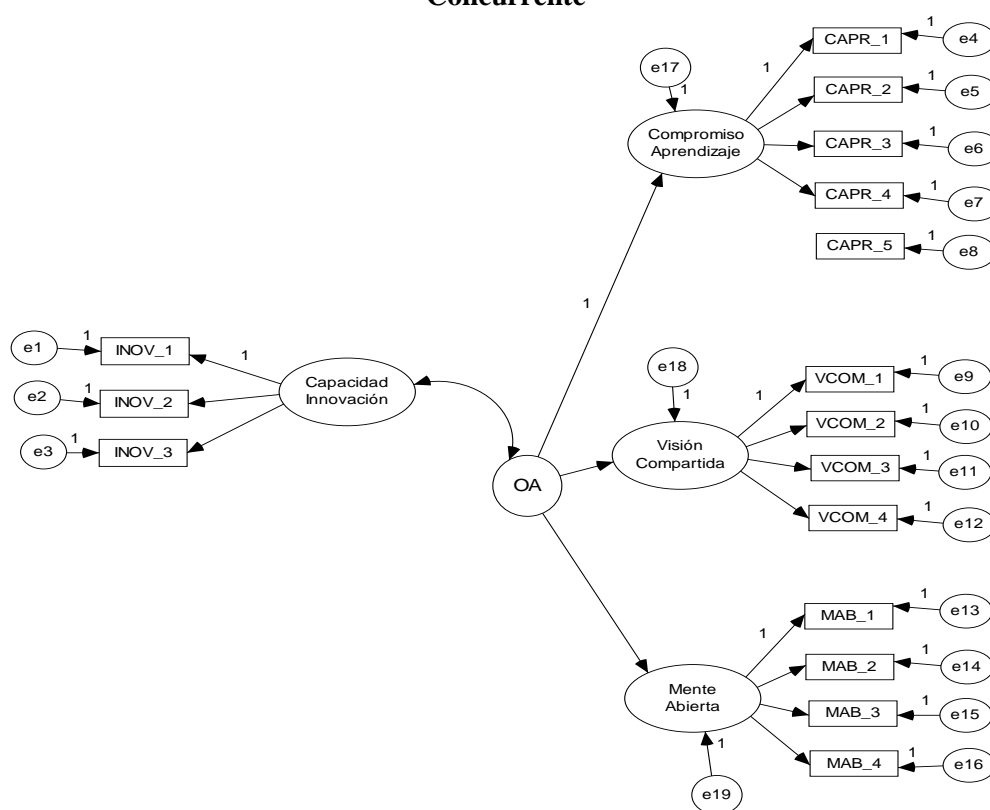 Concurrente
1
CAPR_1
e4
e17
1
1
CAPR_2
1
e5
Compromiso
Aprendizaje
CAPR_3
1
e6
CAPR_4
1
e7
CAPR_5
1
e8
1
e1
1
INOV_1
1
e2
1
INOV_2
e3
1
INOV_3
Capacidad
Innovación
OA
e18
1
1
VCOM_1
1
e9
Visión
Compartida
VCOM_2
1
e10
VCOM_3
1
e11
VCOM_4
1
e12
1
MAB_1
1
e13
Mente
Abierta
MAB_2
1
e14
MAB_3
1
e15
MAB_4
1
e16
1
e19